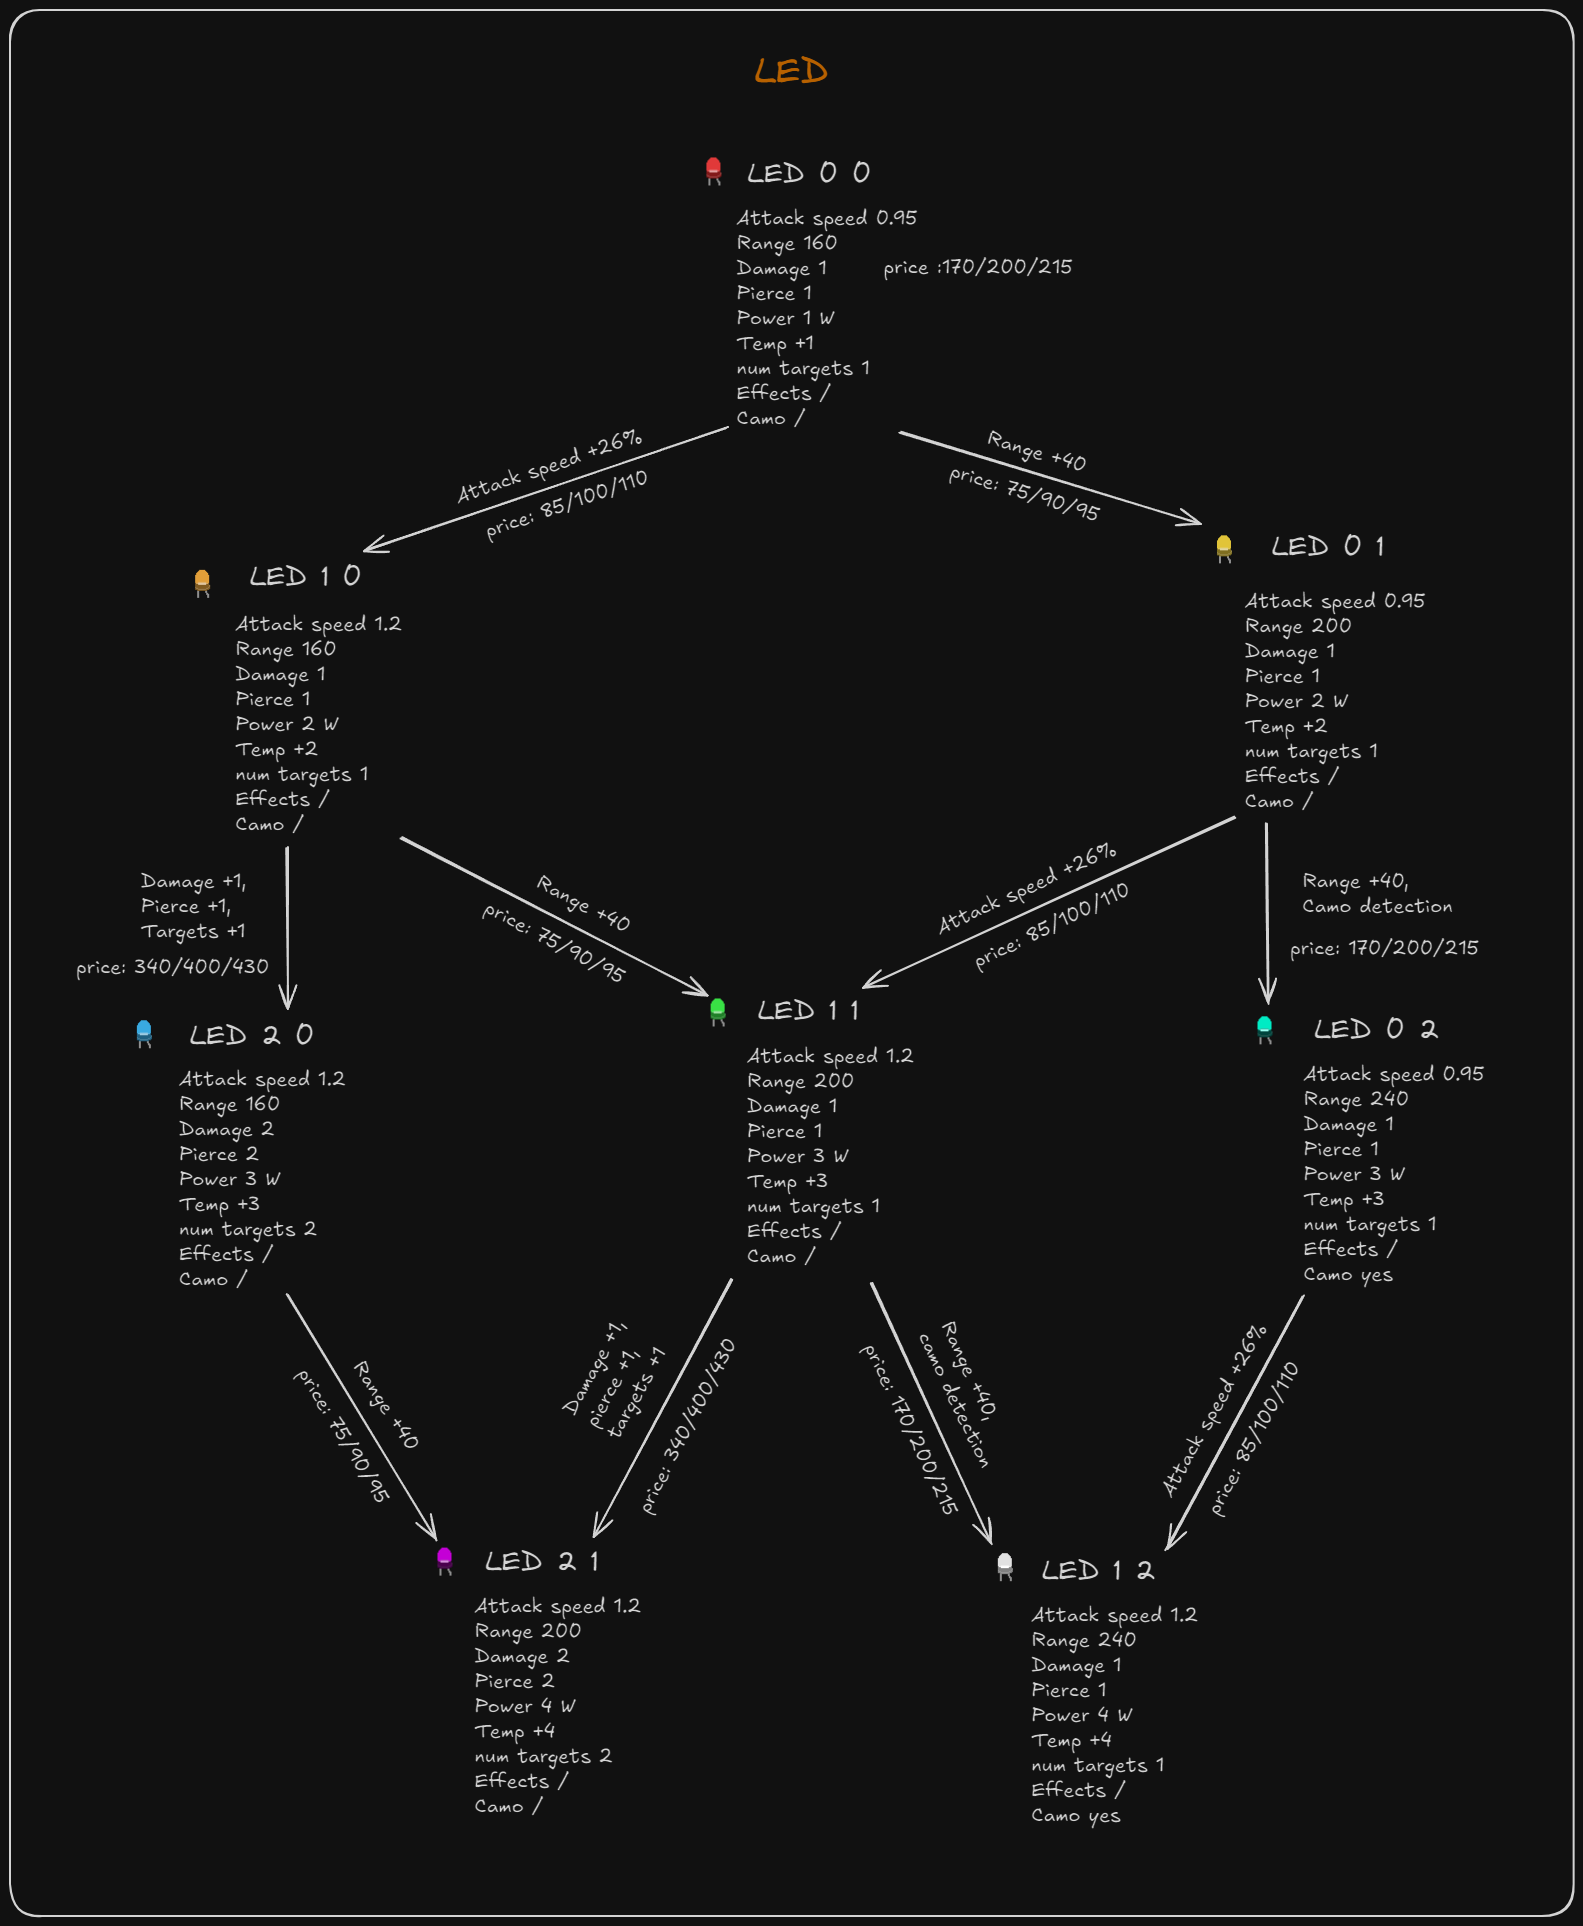 LED
LED 0 0
Attack speed 0.95
Range 160
Damage 1
price :170/200/215
Pierce 1
Power 1 W
Temp +1
num targets 1
Effects /
Camo /
Attack speed +26%
price: 85/100/110
Range +40
price: 75/90/95
LED 1 0
Attack speed 1.2
Range 160
Damage 1
Pierce 1
Power 2 W
Temp +2
num targets 1
Effects /
Camo /
LED 0 1
Attack speed 0.95
Range 200
Damage 1
Pierce 1
Power 2 W
Temp +2
num targets 1
Effects /
Camo /
Damage +1,
Pierce +1,
Targets +1
price: 340/400/430
Range +40
price: 75/90/95
Attack speed +26%
price: 85/100/110
Range +40,
Camo detection
price: 170/200/215
LED 2 0
Attack speed 1.2
Range 160
Damage 2
Pierce 2
Power 3 W
Temp +3
num targets 2
Effects /
Camo /
LED 1 1
Attack speed 1.2
Range 200
Damage 1
Pierce 1
Power 3 W
Temp +3
num targets 1
Effects /
Camo /
LED 0 2
Attack speed 0.95
Range 240
Damage 1
Pierce 1
Power 3 W
Temp +3
num targets 1
Effects /
Camo yes
Range +40
price: 75/90/95
Damage +1,
pierce +1,
targets +1
price: 340/400/430
Range +40,
camo detection
price: 170/200/215
Attack speed +26%
price: 85/100/110
LED 2 1
Attack speed 1.2
Range 200
Damage 2
Pierce 2
Power 4 W
Temp +4
num targets 2
Effects /
Camo /
LED 1 2
Attack speed 1.2
Range 240
Damage 1
Pierce 1
Power 4 W
Temp +4
num targets 1
Effects /
Camo yes